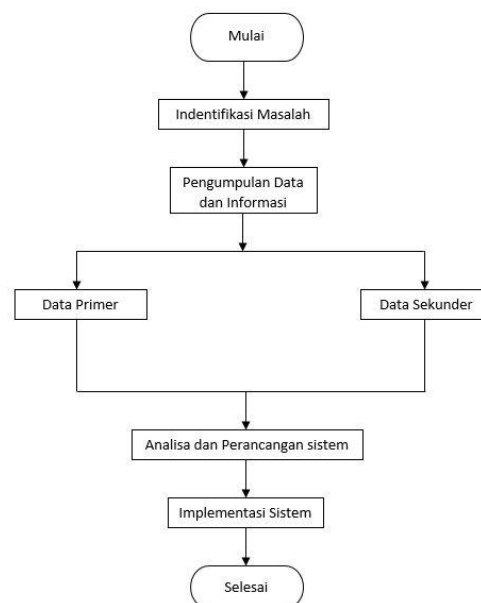 Mulai
Indentifikasi Masalah
Pengumpulan Data
dan Informasi
Data Primer
Data Sekunder
Analisa dan Perancangan sistem
Implementasi Sistem
Selesai